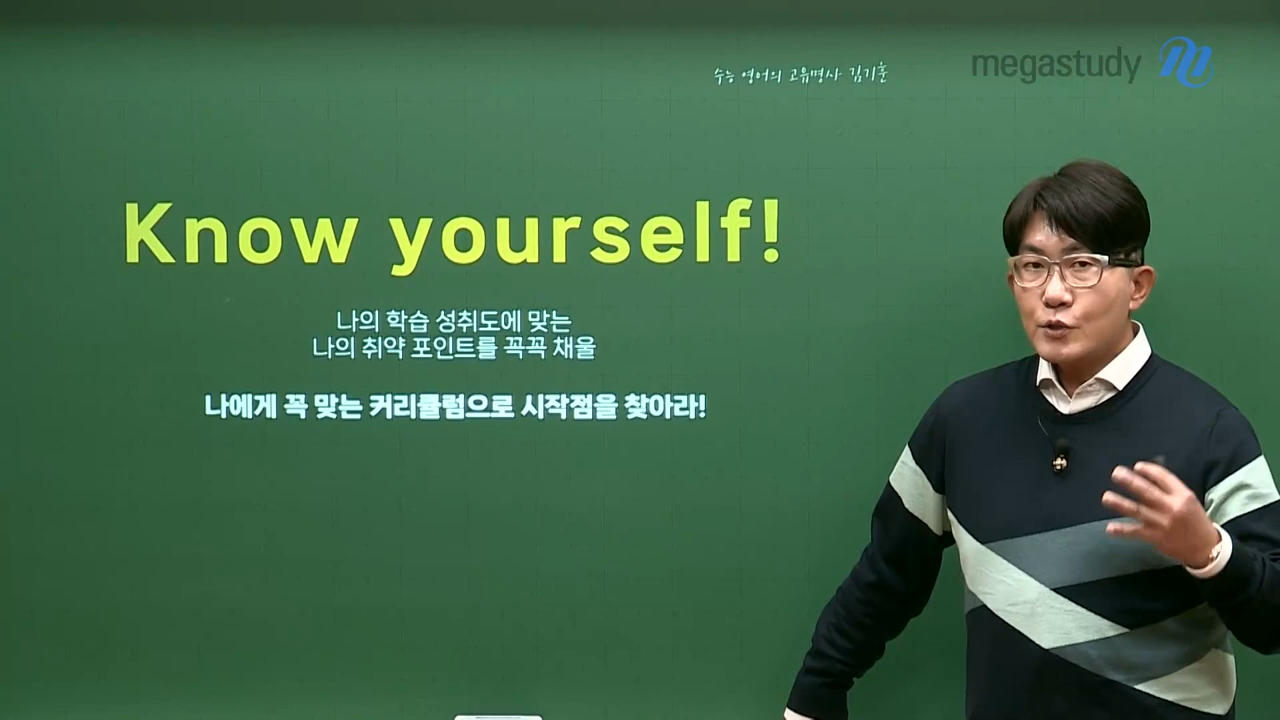 수능 영어의 고유명사 김기훈
megastudy
Know yourself!
나의 학습 성취도에 맞는
나의 취약 포인트를 꼭꼭 채울
나에게 꼭 맞는 커리큘럼으로 시작점을 찾아라!